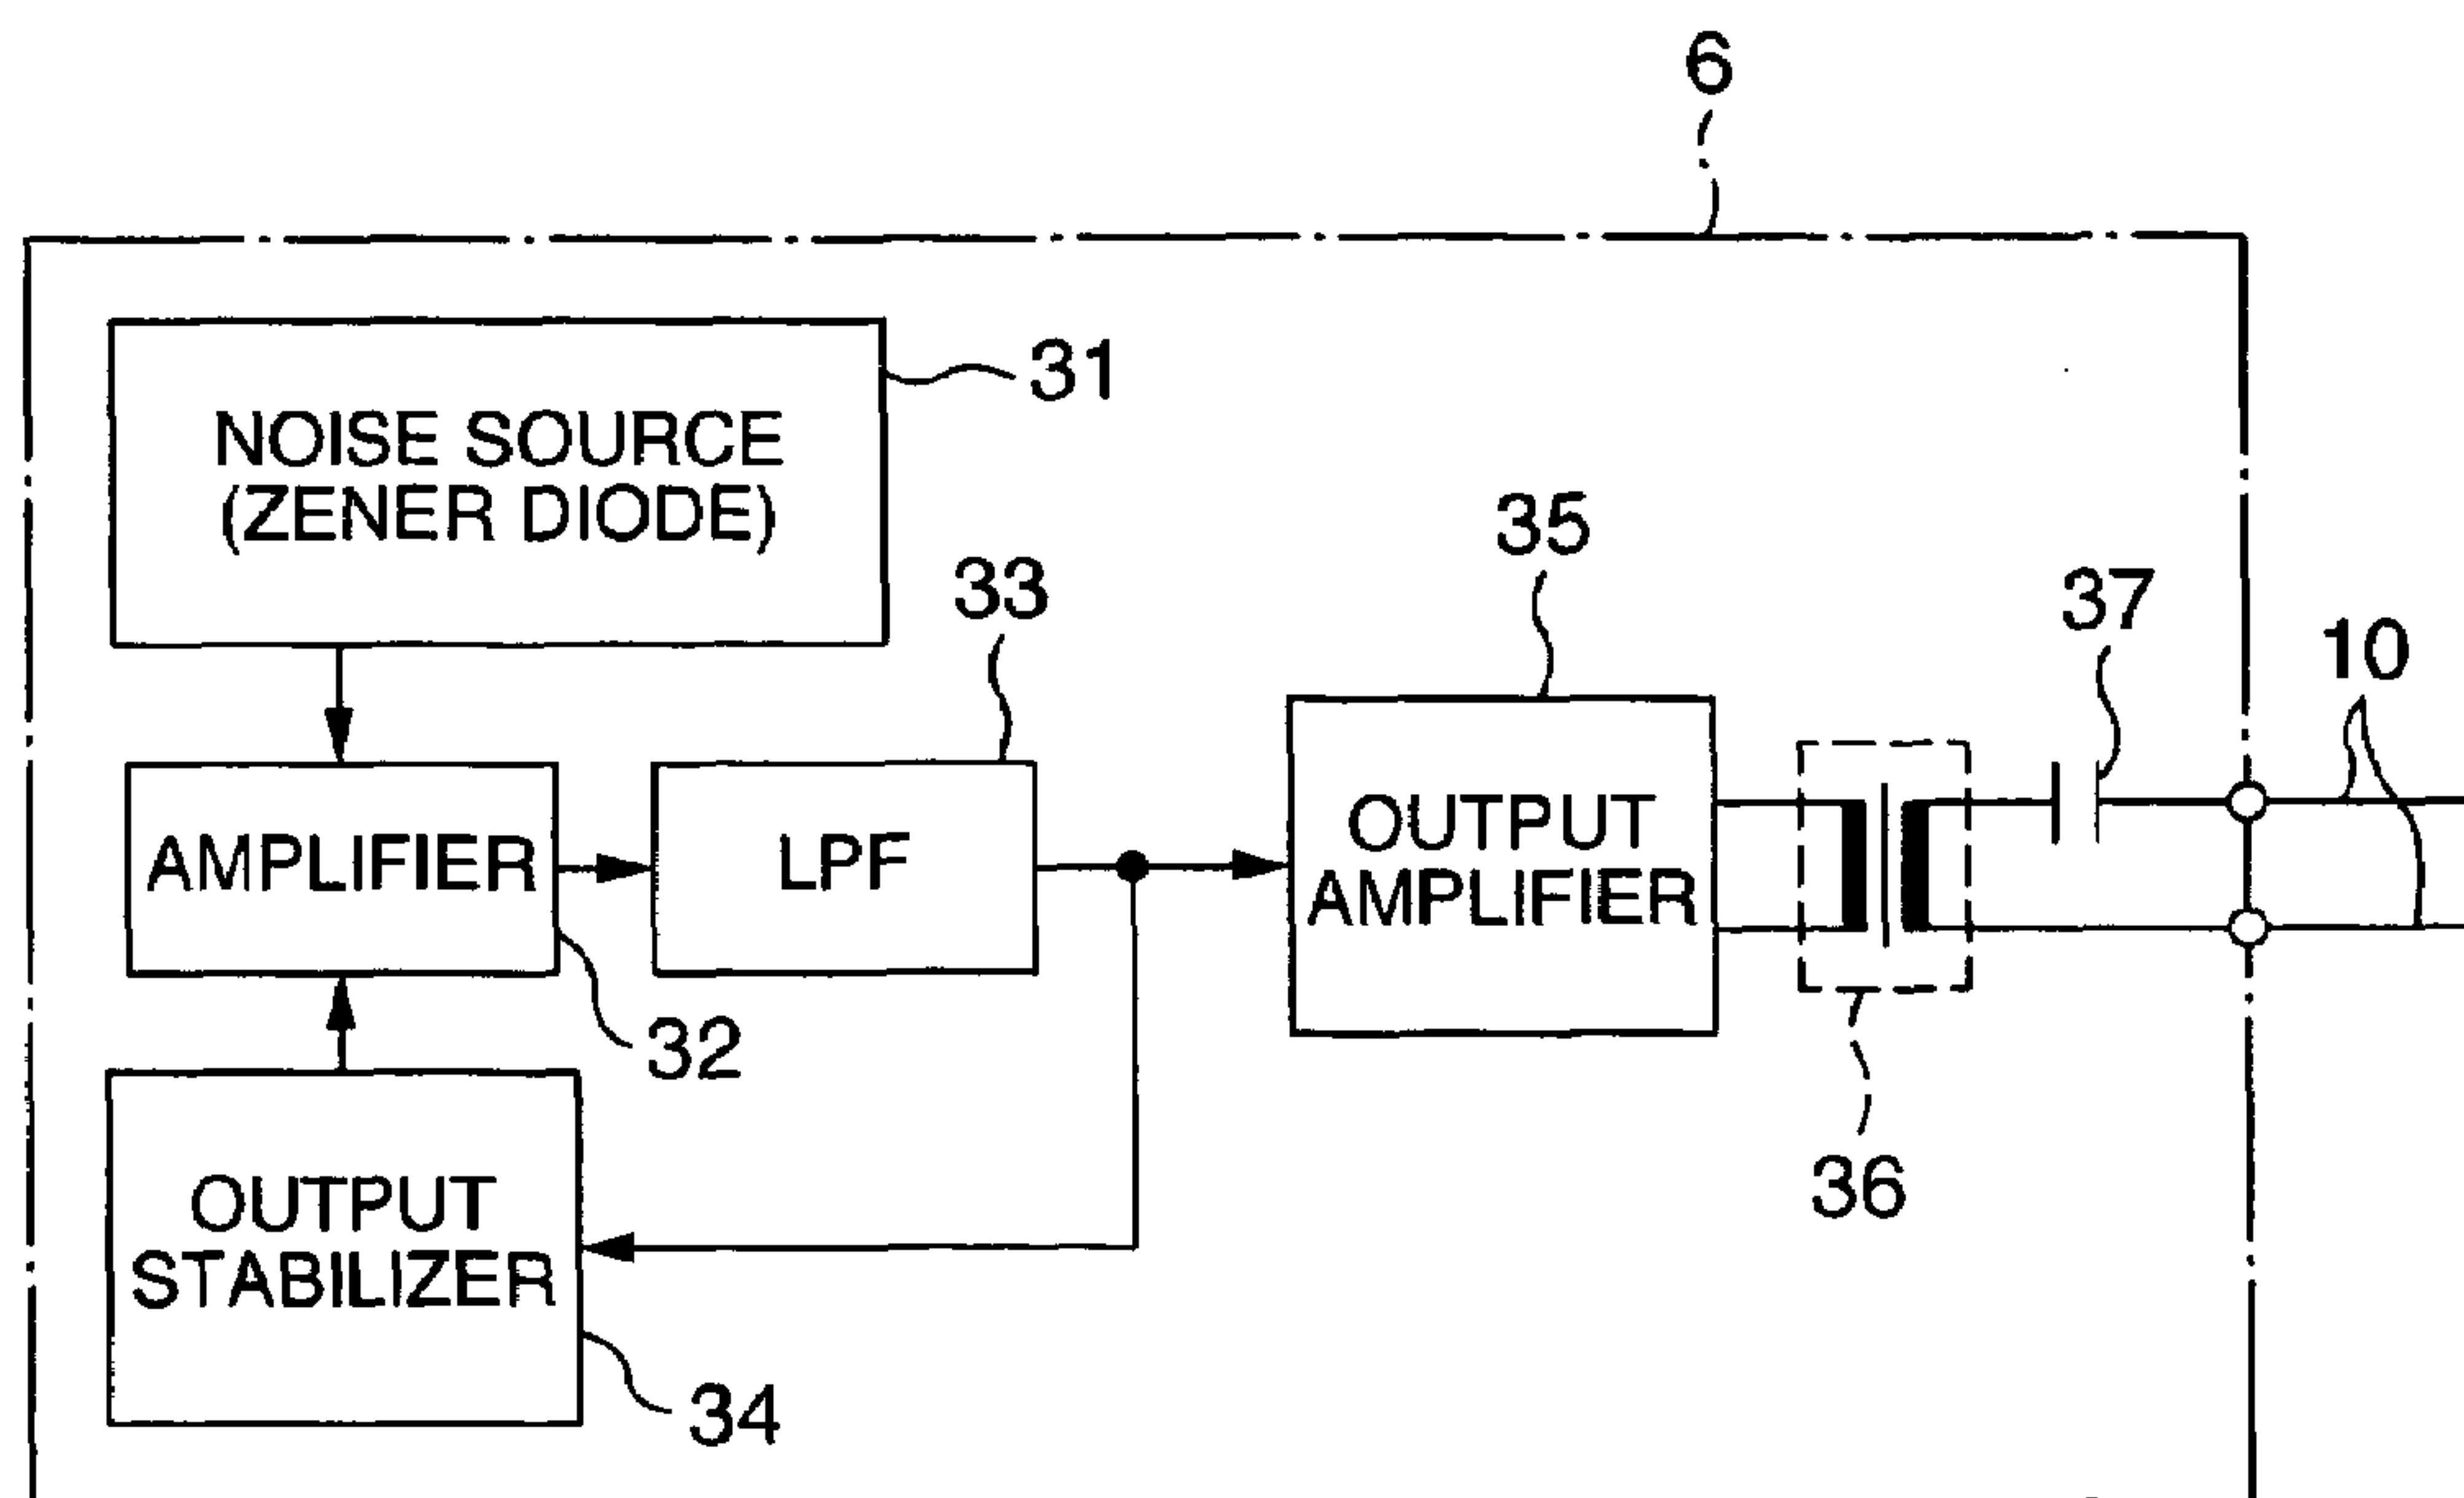 6
31
NOISE SOURCE
(ZENER DIODE)
33
35
37
10
AMPLIFIER
LPF
OUTPUT
AMPLIFIER
32
36
OUTPUT
STABILIZER
34